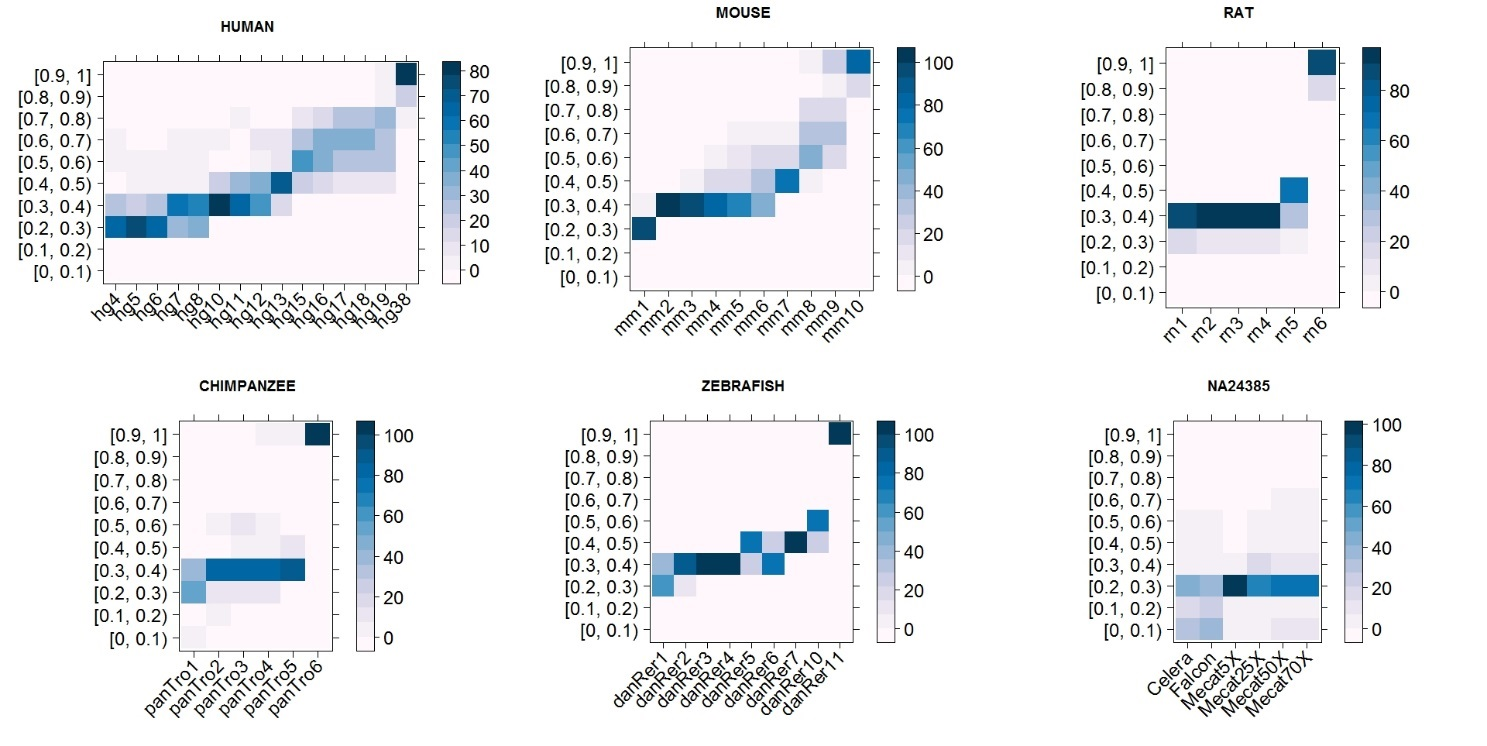 HUMAN
[0.9, 1]
[0.8, 0.9)
[0.7, 0.8)
[0.6, 0.7)
[0.5, 0.6)
[0.4, 0.5)
[0.3, 0.4)
[0.2, 0.3)
[0.1, 0.2)
[0, 0.1)
hg4
hg5
hg6
hg7
hg8
hg10
hg11
hg12
hg13
hg15
hg16
hg17
hg18
hg19
hg38
80
70
60
50
40
30
20
10
0
MOUSE
[0.9, 1]
[0.8, 0.9)
[0.7, 0.8)
[0.6, 0.7)
[0.5, 0.6)
[0.4, 0.5)
[0.3, 0.4)
[0.2, 0.3)
[0.1, 0.2)
[0, 0.1)
mm1
mm2
mm3
mm4
mm5
mm6
mm7
mm8
mm9
mm10
100
80
60
40
20
0
RAT
[0.9, 1]
[0.8, 0.9)
[0.7, 0.8)
[0.6, 0.7)
[0.5, 0.6)
[0.4, 0.5)
[0.3, 0.4)
[0.2, 0.3)
[0.1, 0.2)
[0, 0.1)
rn1
rn2
rn3
rn4
rn5
rn6
80
60
40
20
0
CHIMPANZEE
[0.9, 1]
[0.8, 0.9)
[0.7, 0.8)
[0.6, 0.7)
[0.5, 0.6)
[0.4, 0.5)
[0.3, 0.4)
[0.2, 0.3)
[0.1, 0.2)
[0, 0.1)
panTro1
panTro2
panTro3
panTro4
panTro5
panTro6
100
80
60
40
20
0
ZEBRAFISH
[0.9, 1]
[0.8, 0.9)
[0.7, 0.8)
[0.6, 0.7)
[0.5, 0.6)
[0.4, 0.5)
[0.3, 0.4)
[0.2, 0.3)
[0.1, 0.2)
[0, 0.1)
danRer1
danRer2
danRer3
danRer4
danRer5
danRer6
danRer7
danRer10
danRer11
100
80
60
40
20
0
NA24385
[0.9, 1]
[0.8, 0.9)
[0.7, 0.8)
[0.6, 0.7)
[0.5, 0.6)
[0.4, 0.5)
[0.3, 0.4)
[0.2, 0.3)
[0.1, 0.2)
[0, 0.1)
Celera
Falcon
Mecat5X
Mecat25X
Mecat50X
Mecat70X
100
80
60
40
20
0